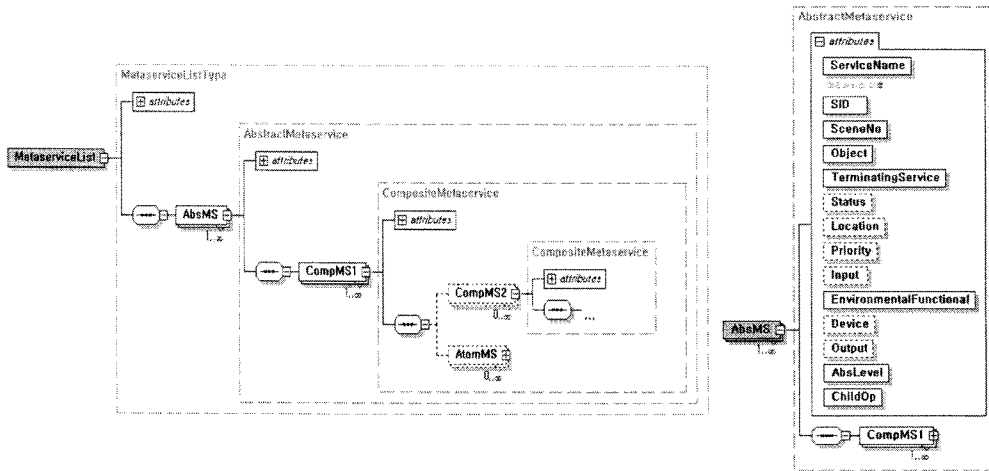 MetaserviceListType
attributes
AbstractMetaservice
attributes
MetaserviceList
CompositeMetaservice
attributes
AbsMS
1..∞
CompositeMetaservice
CompMS1
1..∞
attributes
CompMS2
0..∞
...
AtomMS
0..∞
AbstractMetaservice
attributes
ServiceName
SID
SceneNo
Object
TerminatingService
Status
Location
Priority
Input
EnvironmentalFunctional
Device
Output
AbsLevel
ChildOp
AbsMS
1..∞
CompMS1
1..∞